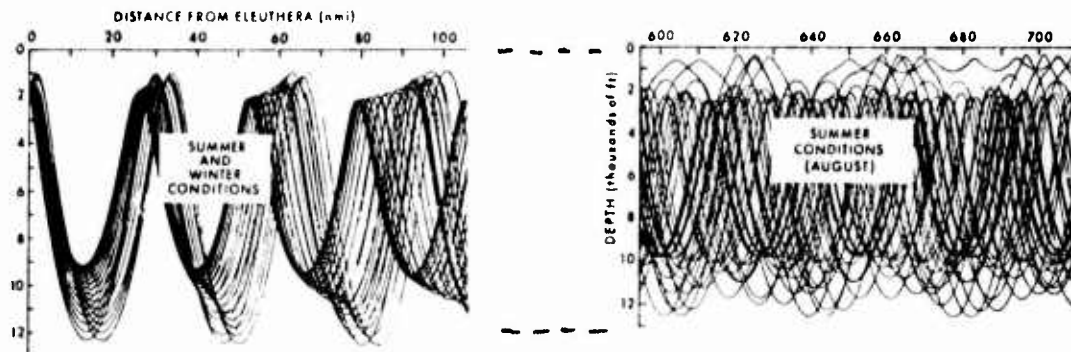 DISTANCE FROM ELEUTHERA (nmi)
0 20 40 60 80 100
600 620 640 660 680 700
0
2
4
6
8
10
12
SUMMER
AND
WINTER
CONDITIONS
DEPTH (thousands of ft)
0
2
4
6
8
10
12
SUMMER
CONDITIONS
(AUGUST)